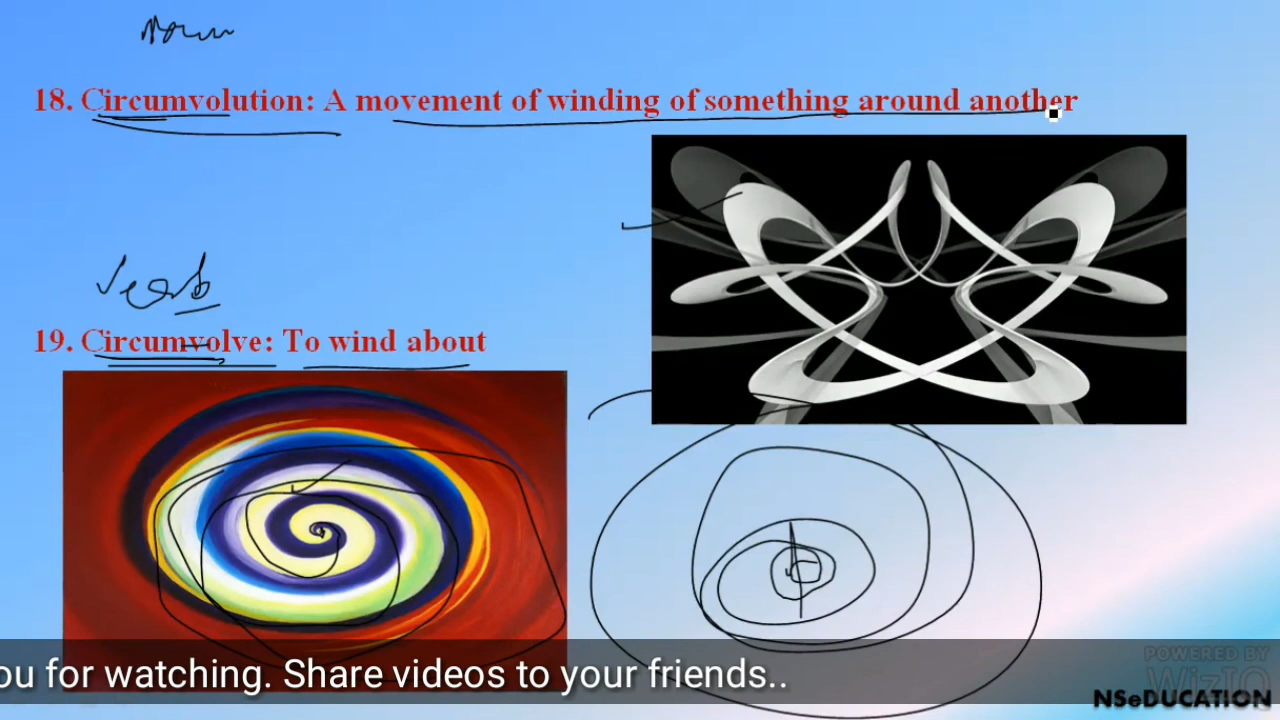 Noun
18. Circumvolution: A movement of winding of something around another
Verb
19. Circumvolve: To wind about
ou for watching. Share videos to your friends..
POWERED BY
WizIQ
NSeDUCATION